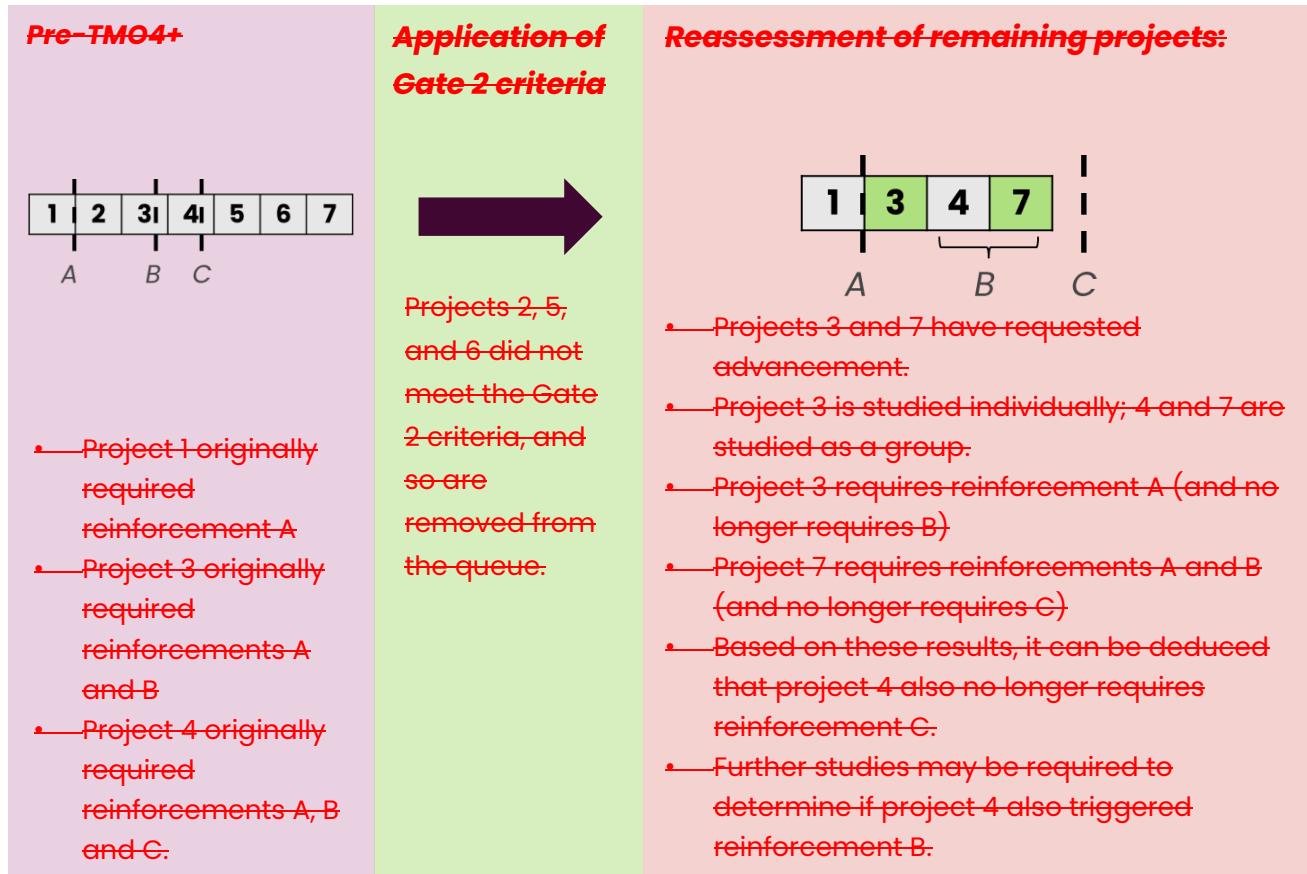 Pre-TMO4+
1 2 3 4 5 6 7
A B C
• Project 1 originally
required
reinforcement A
• Project 3 originally
required
reinforcements A
and B
• Project 4 originally
required
reinforcements A, B
and C.
Application of
Gate 2 criteria
Projects 2, 5,
and 6 did not
meet the Gate
2 criteria, and
so are
removed from
the queue.
Reassessment of remaining projects:
1 3 4 7
A B C
• Projects 3 and 7 have requested
advancement.
• Project 3 is studied individually; 4 and 7 are
studied as a group.
• Project 3 requires reinforcement A (and no
longer requires B)
• Project 7 requires reinforcements A and B
(and no longer requires C)
• Based on these results, it can be deduced
that project 4 also no longer requires
reinforcement C.
• Further studies may be required to
determine if project 4 also triggered
reinforcement B.